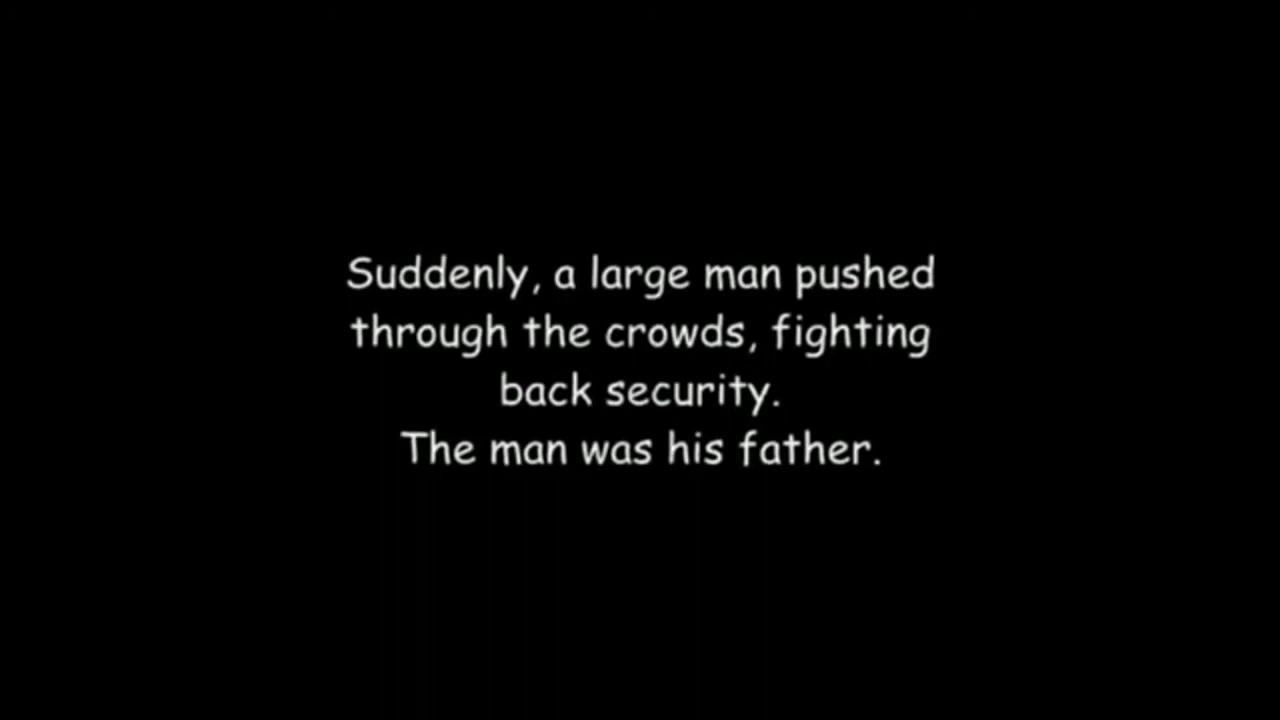 Suddenly, a large man pushed
through the crowds, fighting
back security.
The man was his father.